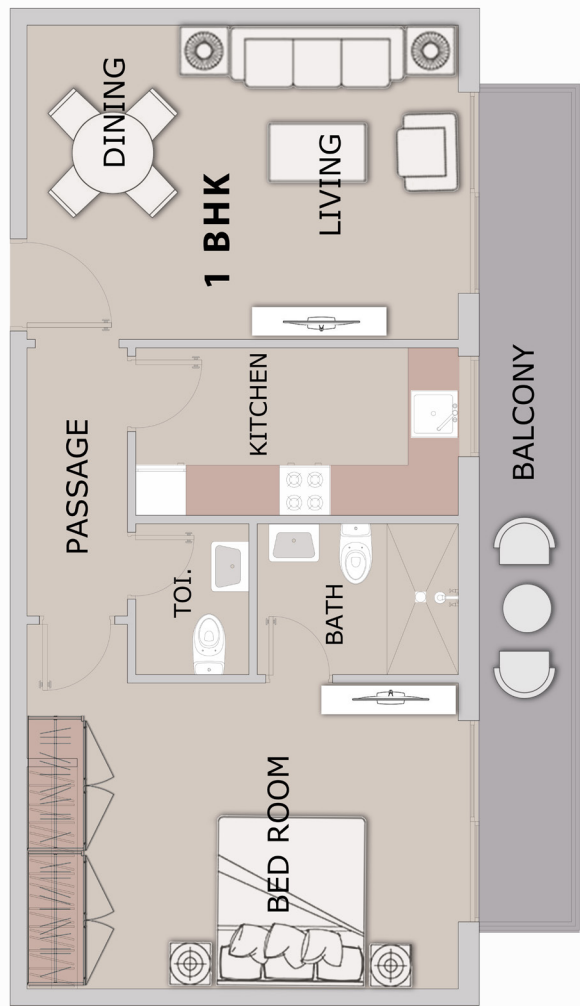 DINING
LIVING
1 BHK
KITCHEN
BALCONY
PASSAGE
TOI.
BATH
BED ROOM